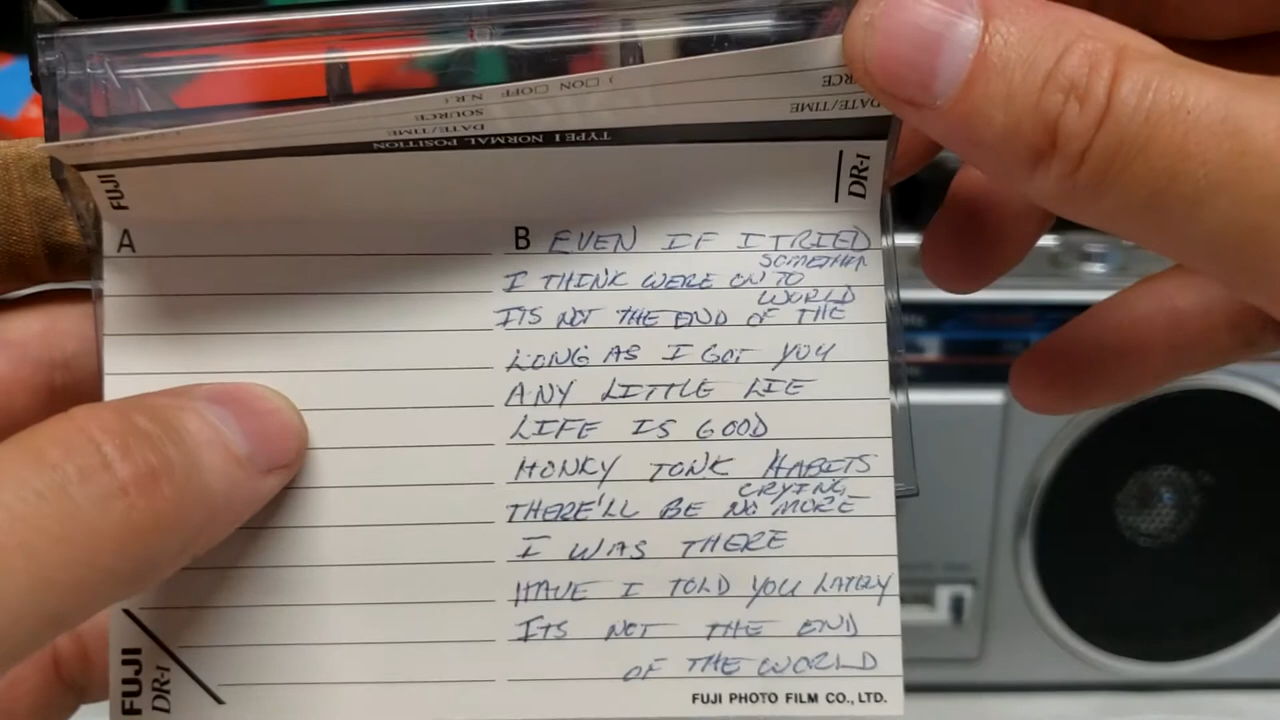 N.R.: □ON □OFF )
SOURCE
RCE
DATE/TIME
DATE/TIME
TYPE I NORMAL POSITION
FUJI
DR-I
A
B EVEN IF I TRIED
SOMETHIN
I THINK WERE ON TO
WORLD
ITS NOT THE END OF THE
LONG AS I GOT YOU
ANY LITTLE LIE
LIFE IS GOOD
HONKY TONK HABITS
CRYING
THERE'LL BE NO MORE
I WAS THERE
HAVE I TOLD YOU LATELY
ITS NOT THE END
OF THE WORLD
FUJI
DR-I
FUJI PHOTO FILM CO., LTD.